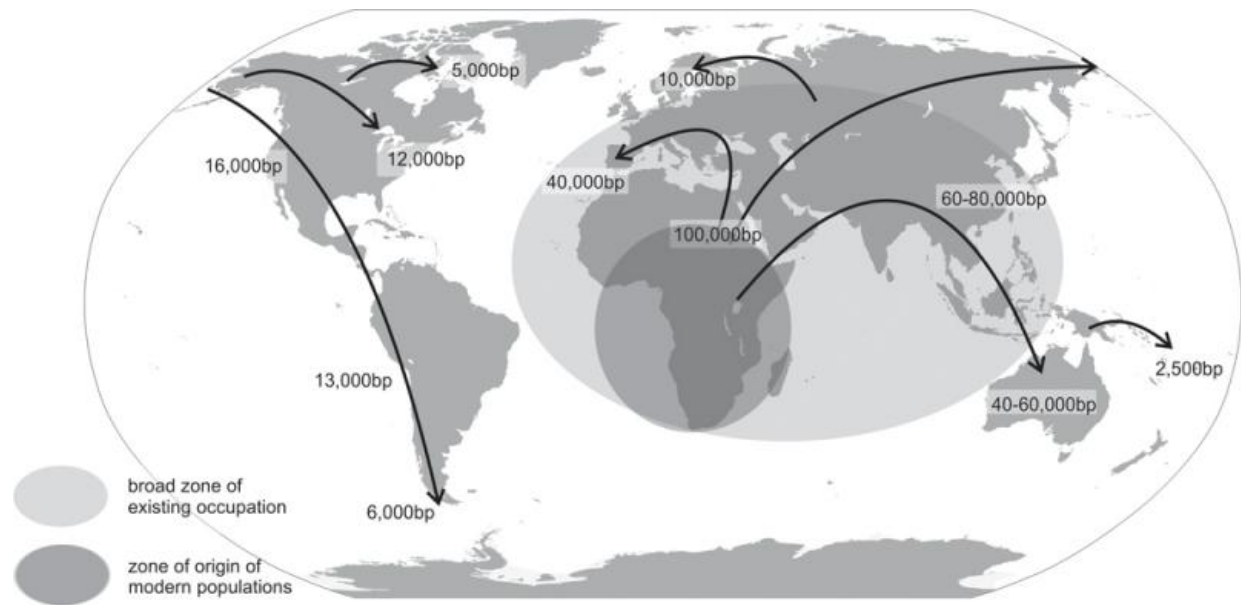 5,000bp
10,000bp
16,000bp
12,000bp
40,000bp
60-80,000bp
100,000bp
13,000bp
2,500bp
40-60,000bp
6,000bp
broad zone of
existing occupation
zone of origin of
modern populations